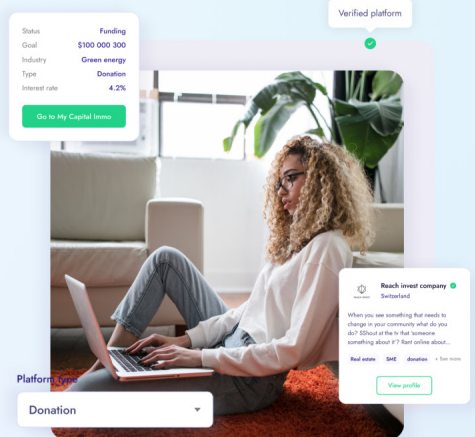 Verified platform
Status Funding
Goal $100 000 300
Industry Green energy
Type Donation
Interest rate 4.2%
Go to My Capital Immo
Reach invest company
Switzerland
When you see something that needs to
change in your community what do you
do? SShout at the tv that 'someone
something about it'? Rant online about...
Real estate SME donation + See more
View profile
Platform type
Donation